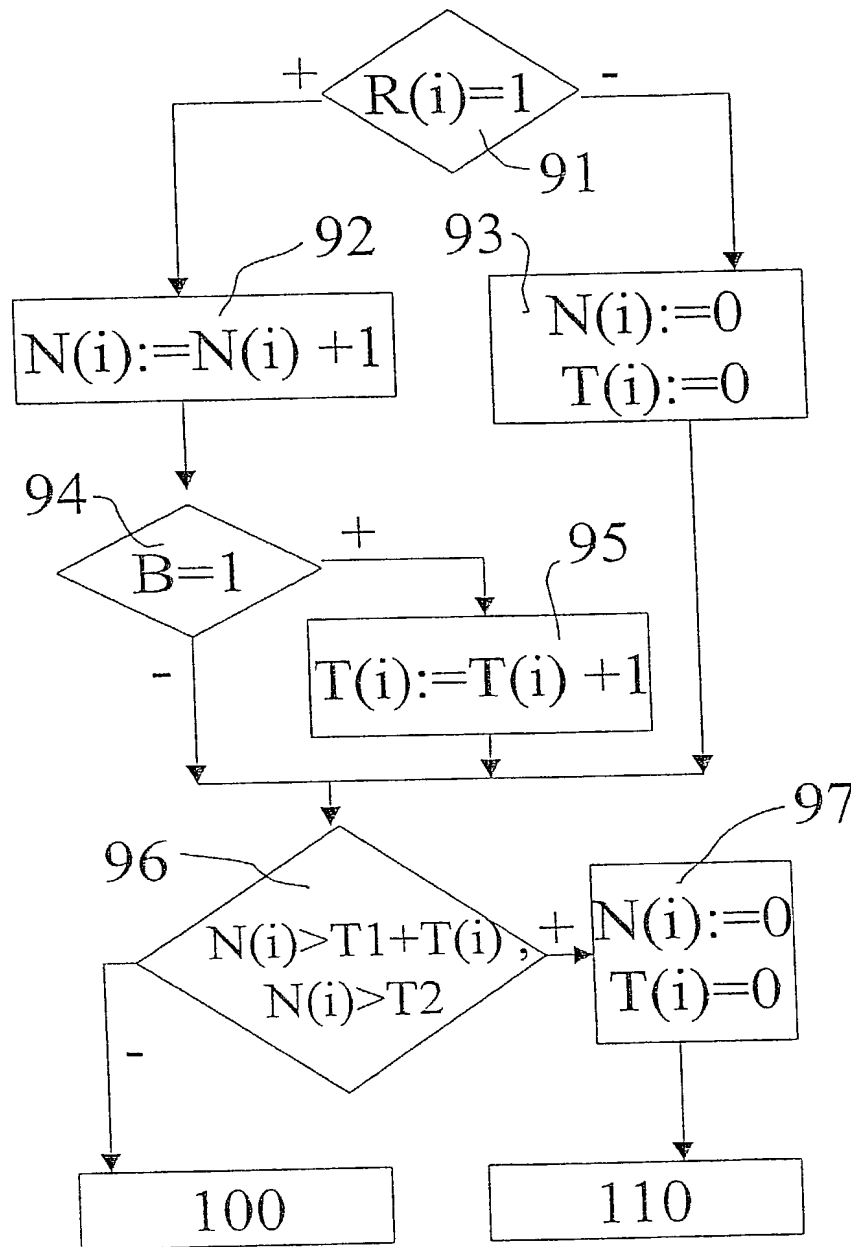 +
-
R(i)=1
91
92
93
N(i):=N(i) +1
N(i):=0
T(i):=0
94
B=1
+
95
-
T(i):=T(i) +1
96
97
N(i)>T1+T(i),
N(i)>T2
+
N(i):=0
T(i)=0
-
100
110